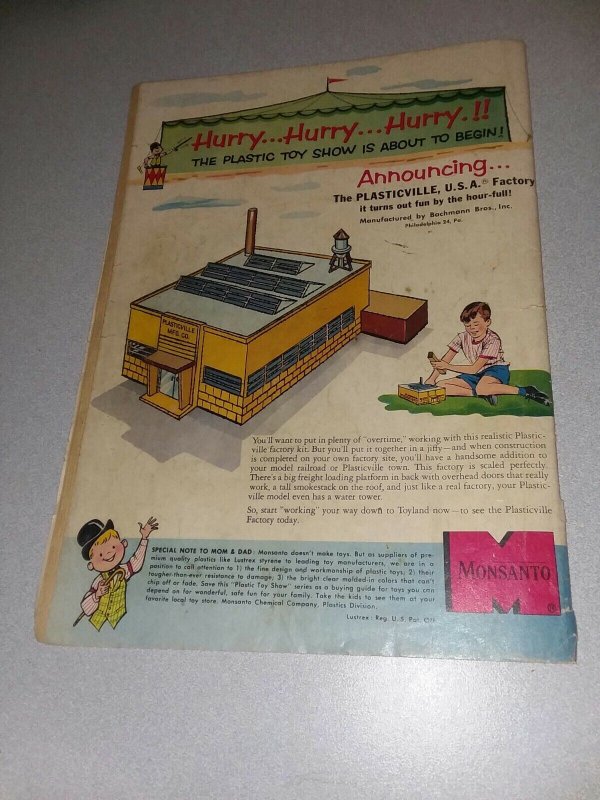 Hurry...Hurry...Hurry.!!
THE PLASTIC TOY SHOW IS ABOUT TO BEGIN!
Announcing...
The PLASTICVILLE, U.S.A.® Factory
it turns out fun by the hour-full!
Manufactured by Bachmann Bros., Inc.
Philadelphia 24, Pa.
PLASTICVILLE
MFG. CO.
You'll want to put in plenty of "overtime," working with this realistic Plastic-
ville factory kit. But you'll put it together in a jiffy—and when construction
is completed on your own factory site, you'll have a handsome addition to
your model railroad or Plasticville town. This factory is scaled perfectly.
There's a big freight loading platform in back with overhead doors that really
work, a tall smokestack on the roof, and just like a real factory, your Plastic-
ville model even has a water tower.
So, start "working" your way down to Toyland now—to see the Plasticville
Factory today.
SPECIAL NOTE TO MOM & DAD: Monsanto doesn't make toys. But as suppliers of pre-
mium quality plastics like Lustrex styrene to leading toy manufacturers, we are in a
position to call attention to 1) the fine design and workmanship of plastic toys; 2) their
tougher-than-ever resistance to damage; 3) the bright clear molded-in colors that can't
chip off or fade. Save this "Plastic Toy Show" series as a buying guide for toys you can
depend on for wonderful, safe fun for your family. Take the kids to see them at your
favorite local toy store. Monsanto Chemical Company, Plastics Division.
Lustrex: Reg. U.S. Pat. Off.
MONSANTO
®